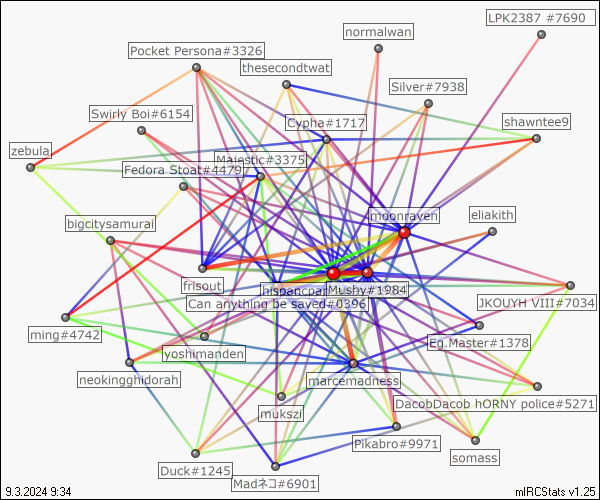 LPK2387 #7690
normalwan
Pocket Persona#3326
thesecondtwat
Silver#7938
Swirly Boi#6154
Cypha#1717
shawntee9
zebula
Majestic#3375
Fedora Stoat#4479
moonraven
eliakith
bigcitysamurai
frisout
Mushy#1984
Can anything be saved#0396
JKOUYH VIII#7034
ming#4742
yoshimanden
Eg.Master#1378
neokingghidorah
marcemadness
mukszi
DacobDacob hORNY police#5271
Pikabro#9971
somass
Duck#1245
Madネコ#6901
9.3.2024 9:34
mIRCStats v1.25